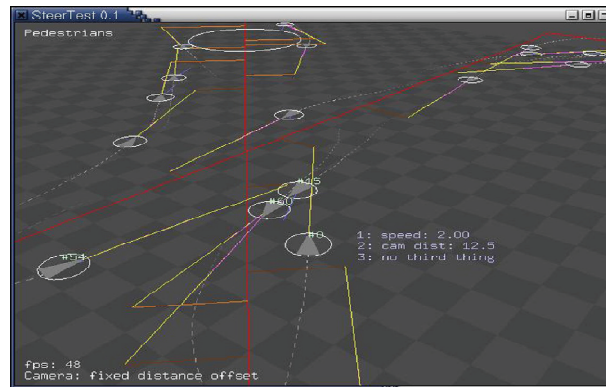 SteerTest 0.1
Pedestrians
#45
#60
#0
1: speed: 2.00
2: cam dist: 12.5
3: no third thing
#94
fps: 48
Camera: fixed distance offset